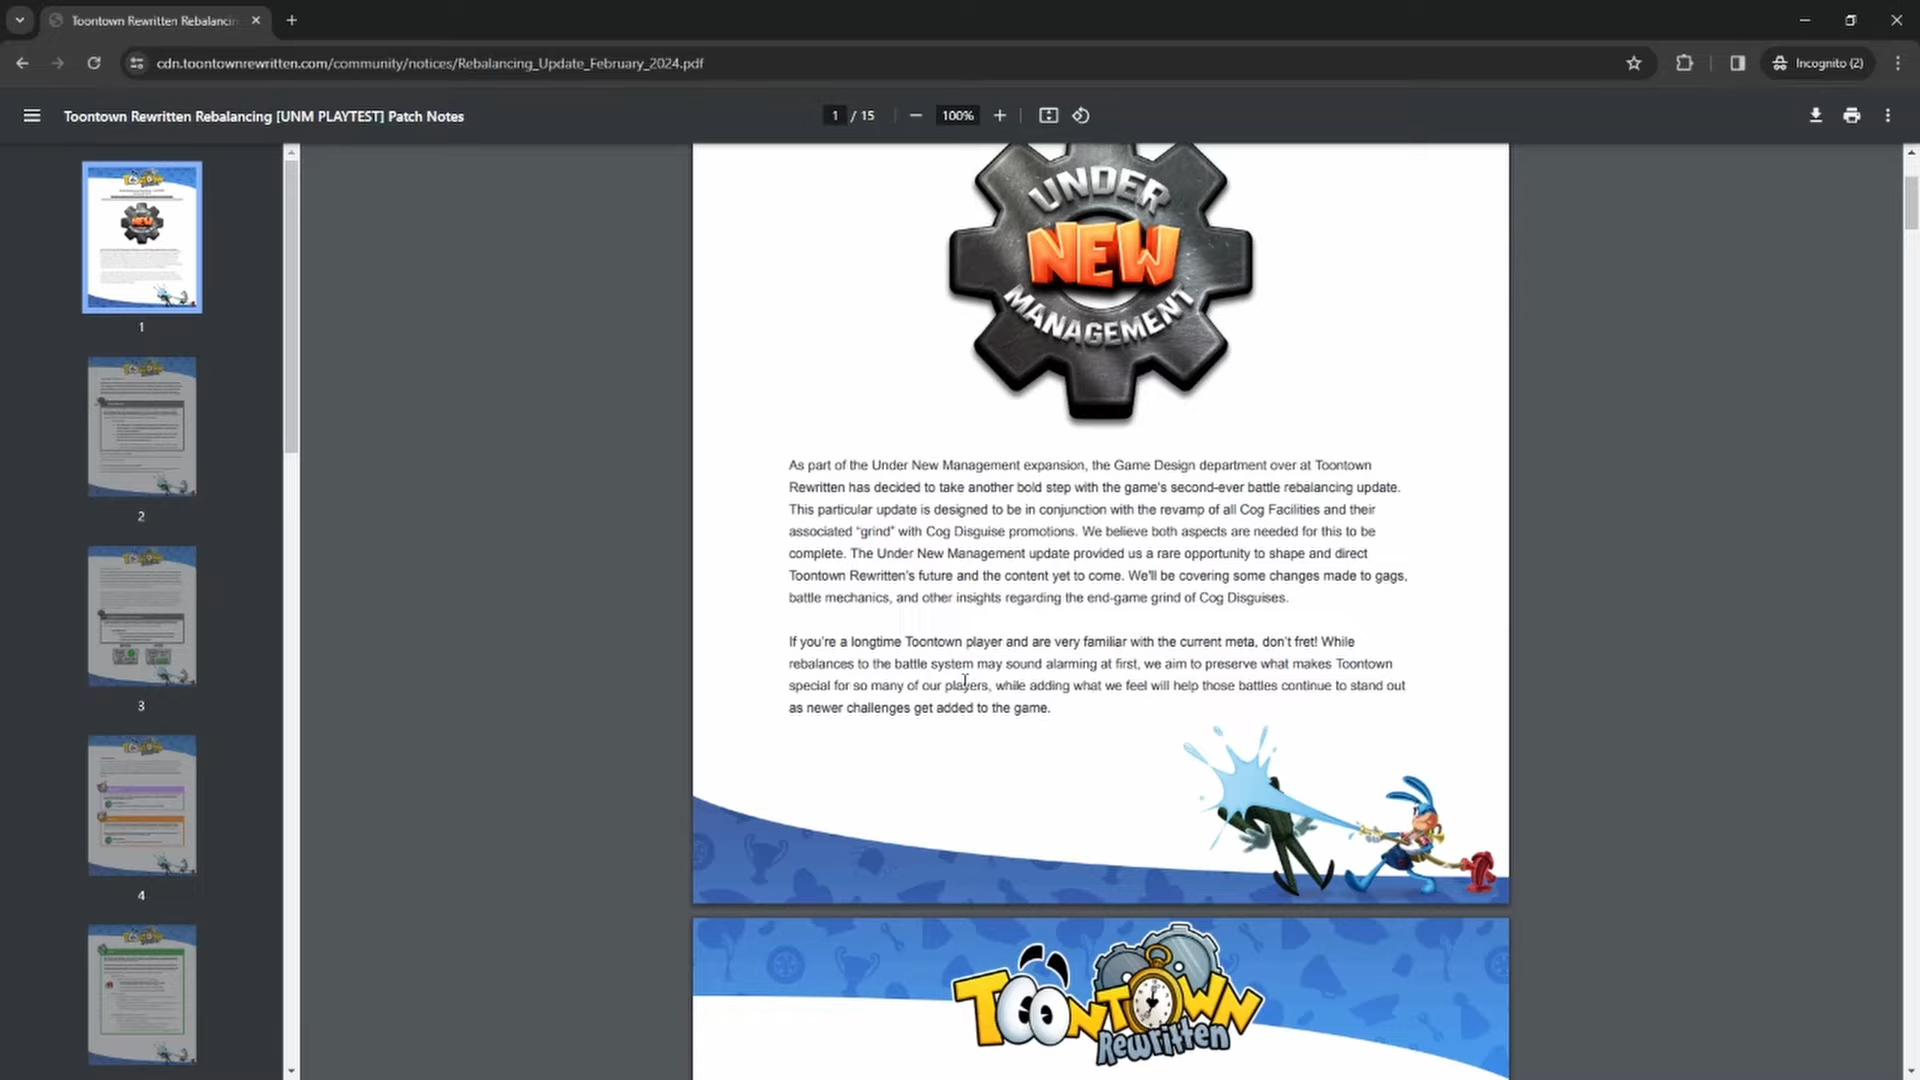 Toontown Rewritten Rebalancin
cdn.toontownrewritten.com/community/notices/Rebalancing_Update_February_2024.pdf
Incognito (2)
Toontown Rewritten Rebalancing [UNM PLAYTEST] Patch Notes
1 / 15
100%
1
2
3
4
UNDER
NEW
MANAGEMENT
As part of the Under New Management expansion, the Game Design department over at Toontown
Rewritten has decided to take another bold step with the game's second-ever battle rebalancing update.
This particular update is designed to be in conjunction with the revamp of all Cog Facilities and their
associated “grind” with Cog Disguise promotions. We believe both aspects are needed for this to be
complete. The Under New Management update provided us a rare opportunity to shape and direct
Toontown Rewritten's future and the content yet to come. We'll be covering some changes made to gags,
battle mechanics, and other insights regarding the end-game grind of Cog Disguises.
If you're a longtime Toontown player and are very familiar with the current meta, don't fret! While
rebalances to the battle system may sound alarming at first, we aim to preserve what makes Toontown
special for so many of our players, while adding what we feel will help those battles continue to stand out
as newer challenges get added to the game.
TOONTOWN
Rewritten